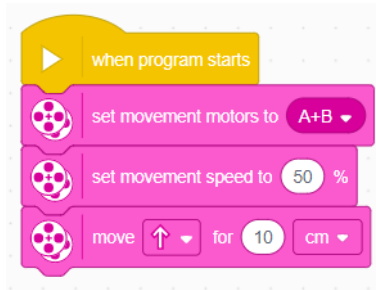 when program starts
set movement motors to A+B
set movement speed to 50 %
move for 10 cm